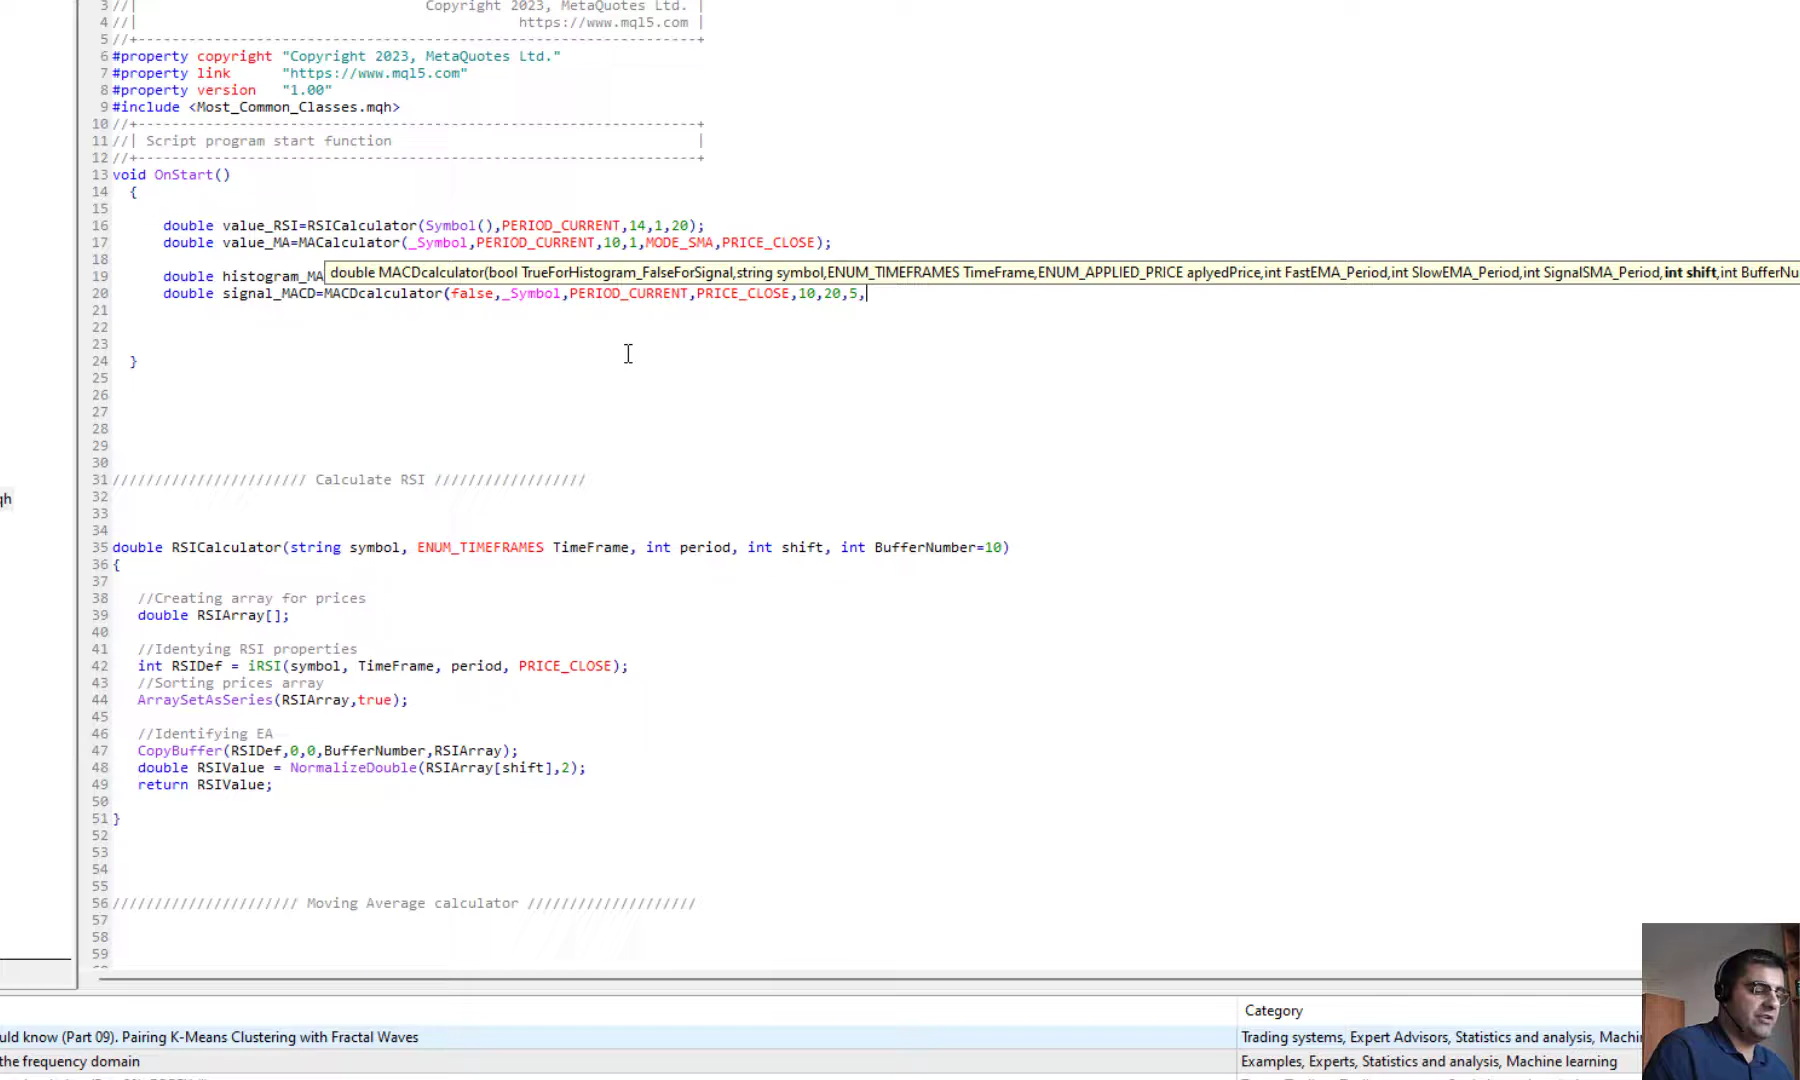 3 //|                                  Copyright 2023, MetaQuotes Ltd. |
4 //|                                             https://www.mql5.com |
5 //+------------------------------------------------------------------+
6 #property copyright "Copyright 2023, MetaQuotes Ltd."
7 #property link      "https://www.mql5.com"
8 #property version   "1.00"
9 #include <Most_Common_Classes.mqh>
10 //+------------------------------------------------------------------+
11 //| Script program start function                                    |
12 //+------------------------------------------------------------------+
13 void OnStart()
14   {
15
16       double value_RSI=RSICalculator(Symbol(),PERIOD_CURRENT,14,1,20);
17       double value_MA=MACalculator(_Symbol,PERIOD_CURRENT,10,1,MODE_SMA,PRICE_CLOSE);
18
19       double histogram_MA
double MACDcalculator(bool TrueForHistogram_FalseForSignal,string symbol,ENUM_TIMEFRAMES TimeFrame,ENUM_APPLIED_PRICE aplyedPrice,int FastEMA_Period,int SlowEMA_Period,int SignalSMA_Period,int shift,int BufferNu
20       double signal_MACD=MACDcalculator(false,_Symbol,PERIOD_CURRENT,PRICE_CLOSE,10,20,5,
21
22
23
24   }
25
26
27
28
29
30
31 /////////////////////// Calculate RSI //////////////////
32
33
34
35 double RSICalculator(string symbol, ENUM_TIMEFRAMES TimeFrame, int period, int shift, int BufferNumber=10)
36 {
37
38    //Creating array for prices
39    double RSIArray[];
40
41    //Identying RSI properties
42    int RSIDef = iRSI(symbol, TimeFrame, period, PRICE_CLOSE);
43    //Sorting prices array
44    ArraySetAsSeries(RSIArray,true);
45
46    //Identifying EA
47    CopyBuffer(RSIDef,0,0,BufferNumber,RSIArray);
48    double RSIValue = NormalizeDouble(RSIArray[shift],2);
49    return RSIValue;
50
51 }
52
53
54
55
56 ////////////////////// Moving Average calculator ////////////////////
57
58
59
qh
Category
uld know (Part 09). Pairing K-Means Clustering with Fractal Waves
Trading systems, Expert Advisors, Statistics and analysis, Machi
the frequency domain
Examples, Experts, Statistics and analysis, Machine learning